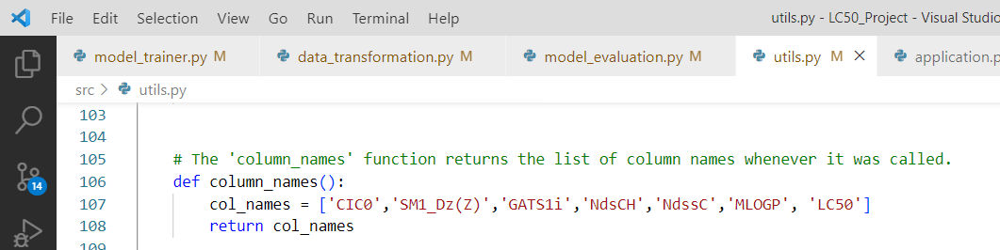 File Edit Selection View Go Run Terminal Help utils.py - LC50_Project - Visual Studio
model_trainer.py M data_transformation.py M model_evaluation.py M utils.py M application.p
src > utils.py
103
104
105 # The 'column_names' function returns the list of column names whenever it was called.
106 def column_names():
107 col_names = ['CIC0','SM1_Dz(Z)','GATS1i','NdsCH','NdssC','MLOGP', 'LC50']
108 return col_names
109
14